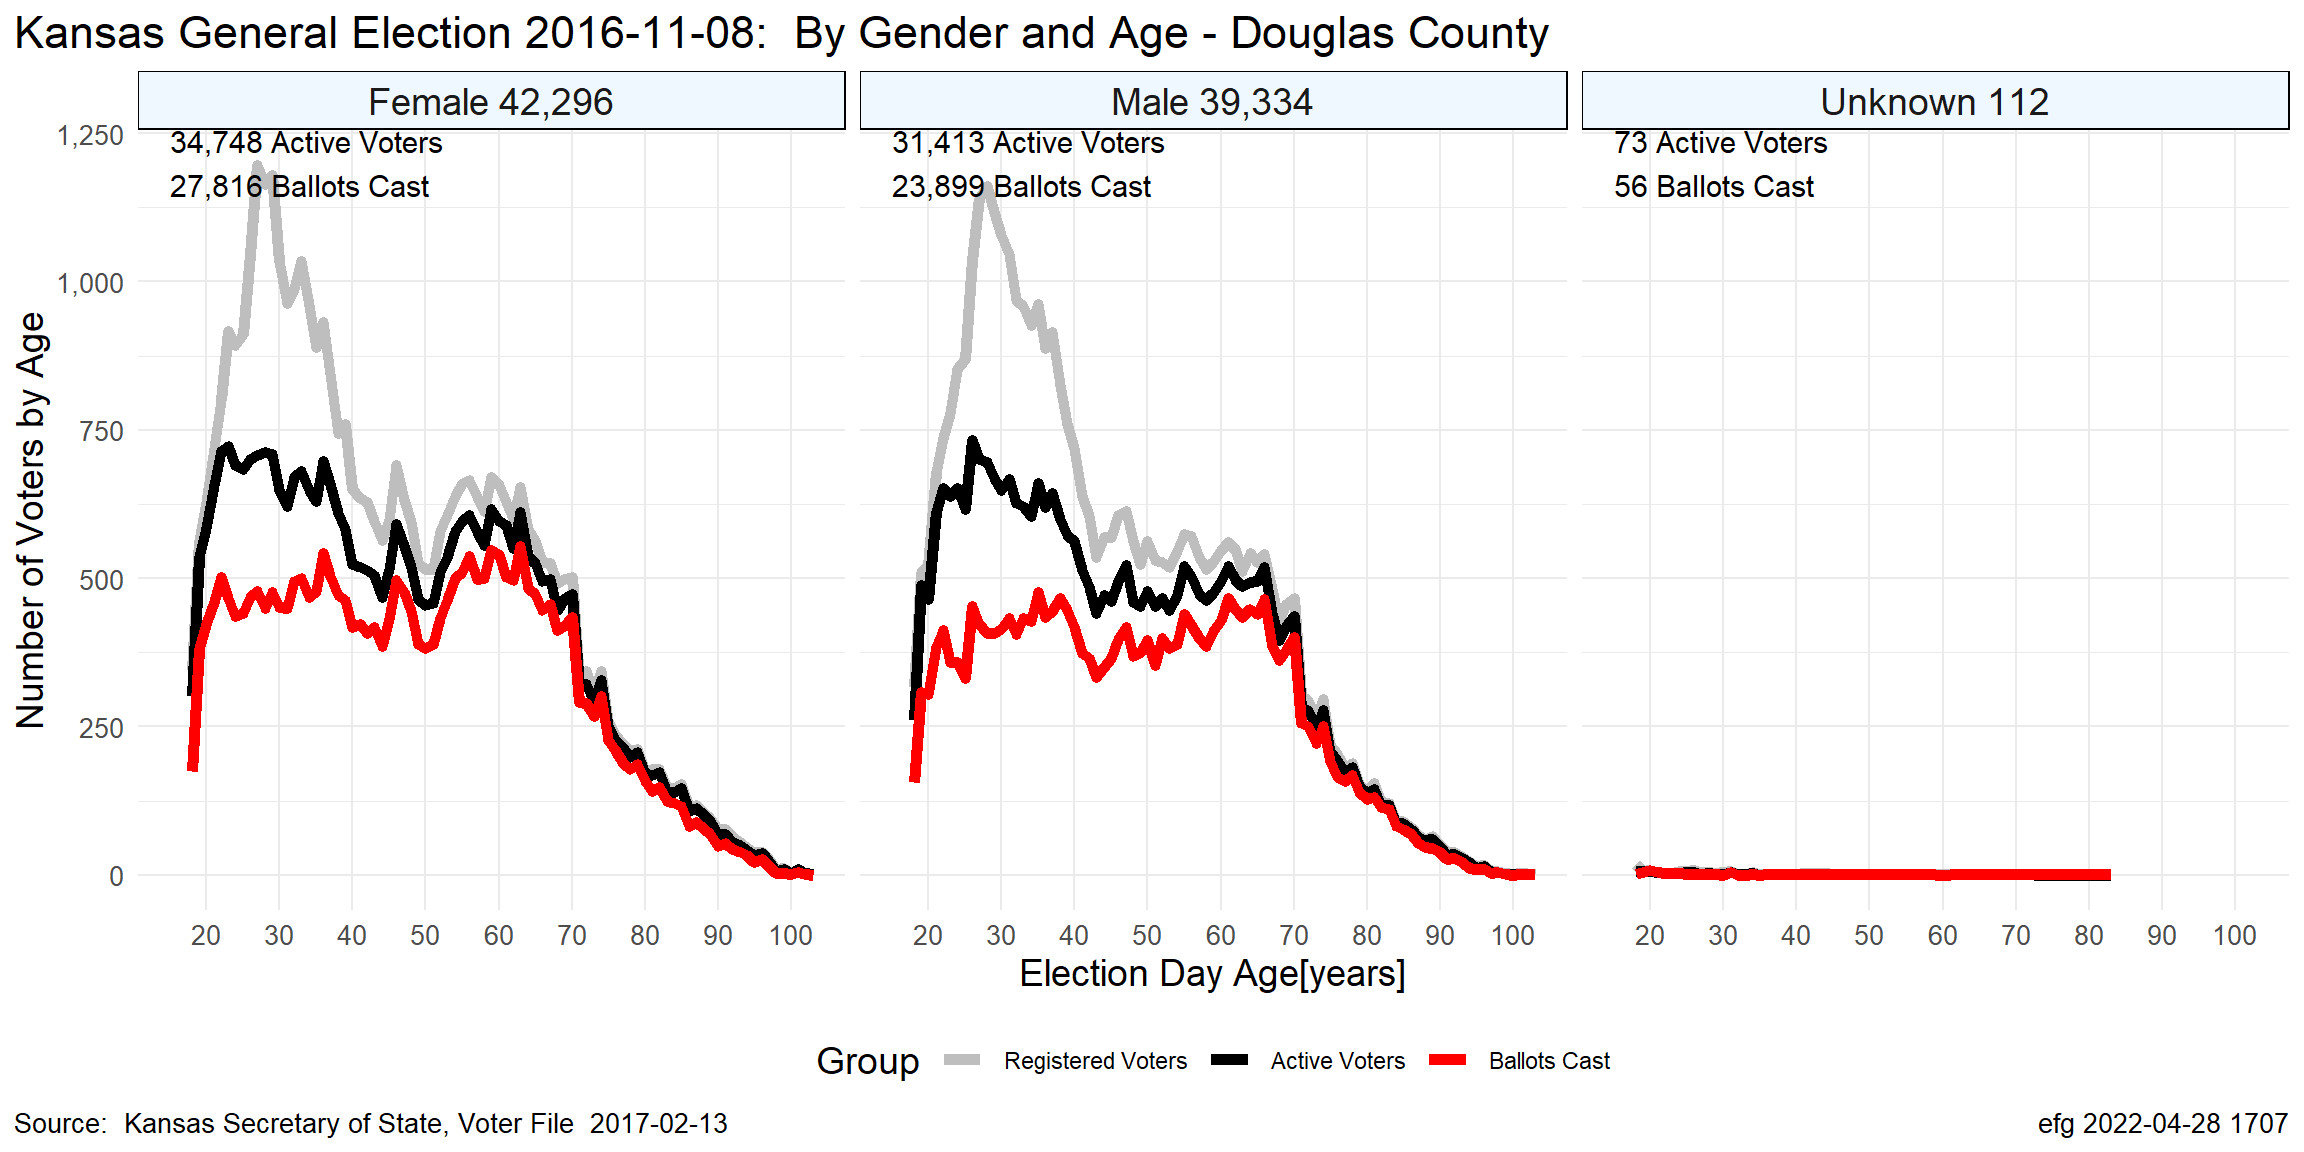 Kansas General Election 2016-11-08:  By Gender and Age - Douglas County
Female 42,296
Male 39,334
Unknown 112
34,748 Active Voters
27,816 Ballots Cast
31,413 Active Voters
23,899 Ballots Cast
73 Active Voters
56 Ballots Cast
Number of Voters by Age
1,250
1,000
750
500
250
0
20 30 40 50 60 70 80 90 100
20 30 40 50 60 70 80 90 100
20 30 40 50 60 70 80 90 100
Election Day Age[years]
Group Registered Voters Active Voters Ballots Cast
Source:  Kansas Secretary of State, Voter File  2017-02-13
efg 2022-04-28 1707